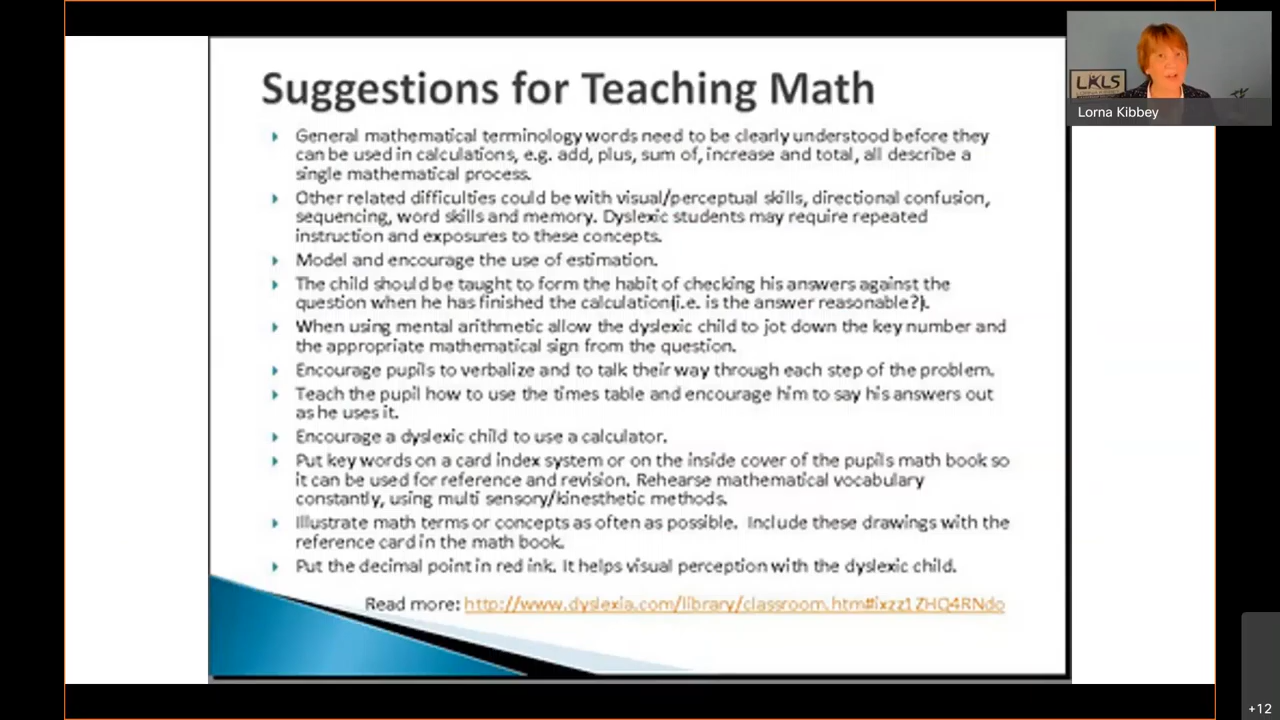 Suggestions for Teaching Math
General mathematical terminology words need to be clearly understood before they
can be used in calculations, e.g. add, plus, sum of, increase and total, all describe a
single mathematical process.
Other related difficulties could be with visual/perceptual skills, directional confusion,
sequencing, word skills and memory. Dyslexic students may require repeated
instruction and exposures to these concepts.
Model and encourage the use of estimation.
The child should be taught to form the habit of checking his answers against the
question when he has finished the calculation(i.e. is the answer reasonable?).
When using mental arithmetic allow the dyslexic child to jot down the key number and
the appropriate mathematical sign from the question.
Encourage pupils to verbalize and to talk their way through each step of the problem.
Teach the pupil how to use the times table and encourage him to say his answers out
as he uses it.
Encourage a dyslexic child to use a calculator.
Put key words on a card index system or on the inside cover of the pupils math book so
it can be used for reference and revision. Rehearse mathematical vocabulary
constantly, using multi sensory/kinesthetic methods.
Illustrate math terms or concepts as often as possible. Include these drawings with the
reference card in the math book.
Put the decimal point in red ink. It helps visual perception with the dyslexic child.
Read more: http://www.dyslexia.com/library/classroom.htm#ixzz1ZHQ4RNdo
LKLS
Lorna Kibbey
+12